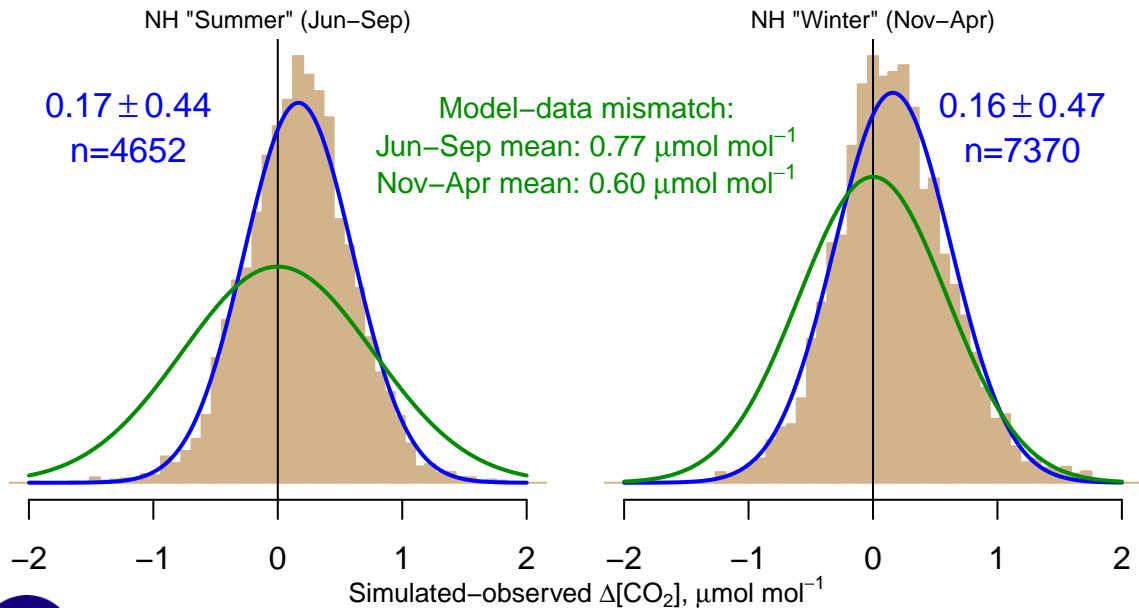 NH "Summer" (Jun−Sep)
NH "Winter" (Nov−Apr)
0.17 ± 0.44
n=4652
Model−data mismatch:
Jun−Sep mean: 0.77 μmol mol⁻¹
Nov−Apr mean: 0.60 μmol mol⁻¹
0.16 ± 0.47
n=7370
−2 −1 0 1 2
−2 −1 0 1 2
Simulated−observed Δ[CO₂], μmol mol⁻¹